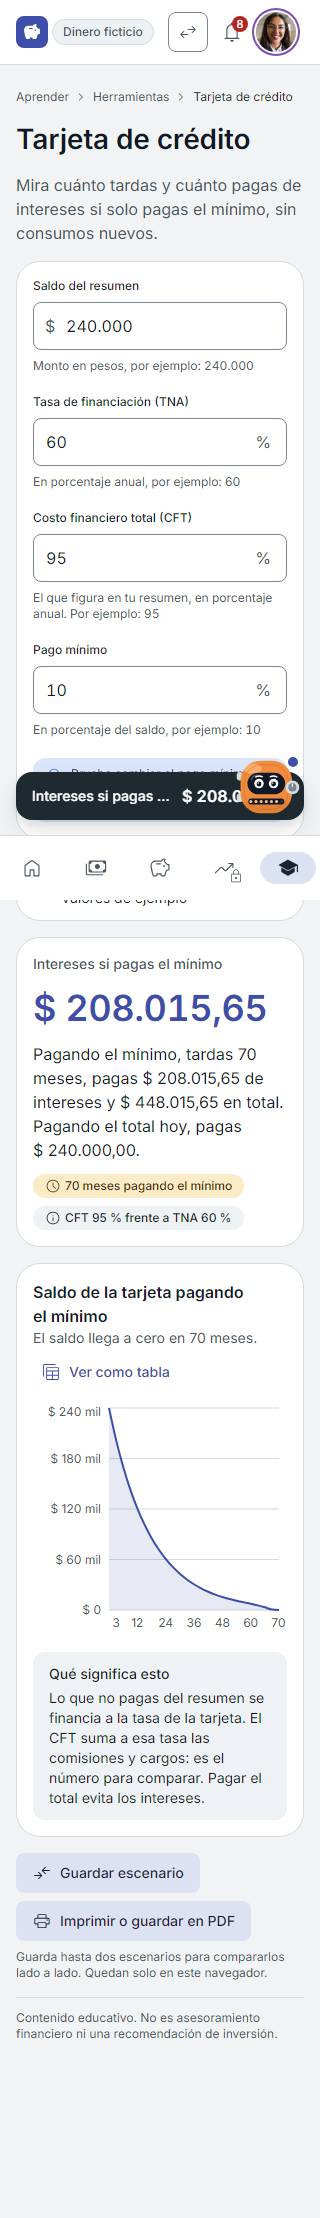 Dinero ficticio
8
Aprender > Herramientas > Tarjeta de crédito
Tarjeta de crédito
Mira cuánto tardas y cuánto pagas de
intereses si solo pagas el mínimo, sin
consumos nuevos.
Saldo del resumen
$ 240.000
Monto en pesos, por ejemplo: 240.000
Tasa de financiación (TNA)
60 %
En porcentaje anual, por ejemplo: 60
Costo financiero total (CFT)
95 %
El que figura en tu resumen, en porcentaje
anual. Por ejemplo: 95
Pago mínimo
10 %
En porcentaje del saldo, por ejemplo: 10
Intereses si pagas ... $ 208.0
Intereses si pagas el mínimo
$ 208.015,65
Pagando el mínimo, tardas 70
meses, pagas $ 208.015,65 de
intereses y $ 448.015,65 en total.
Pagando el total hoy, pagas
$ 240.000,00.
70 meses pagando el mínimo
CFT 95 % frente a TNA 60 %
Saldo de la tarjeta pagando
el mínimo
El saldo llega a cero en 70 meses.
Ver como tabla
$ 240 mil
$ 180 mil
$ 120 mil
$ 60 mil
$ 0
3 12 24 36 48 60 70
Qué significa esto
Lo que no pagas del resumen se
financia a la tasa de la tarjeta. El
CFT suma a esa tasa las
comisiones y cargos: es el
número para comparar. Pagar el
total evita los intereses.
Guardar escenario
Imprimir o guardar en PDF
Guarda hasta dos escenarios para compararlos
lado a lado. Quedan solo en este navegador.
Contenido educativo. No es asesoramiento
financiero ni una recomendación de inversión.